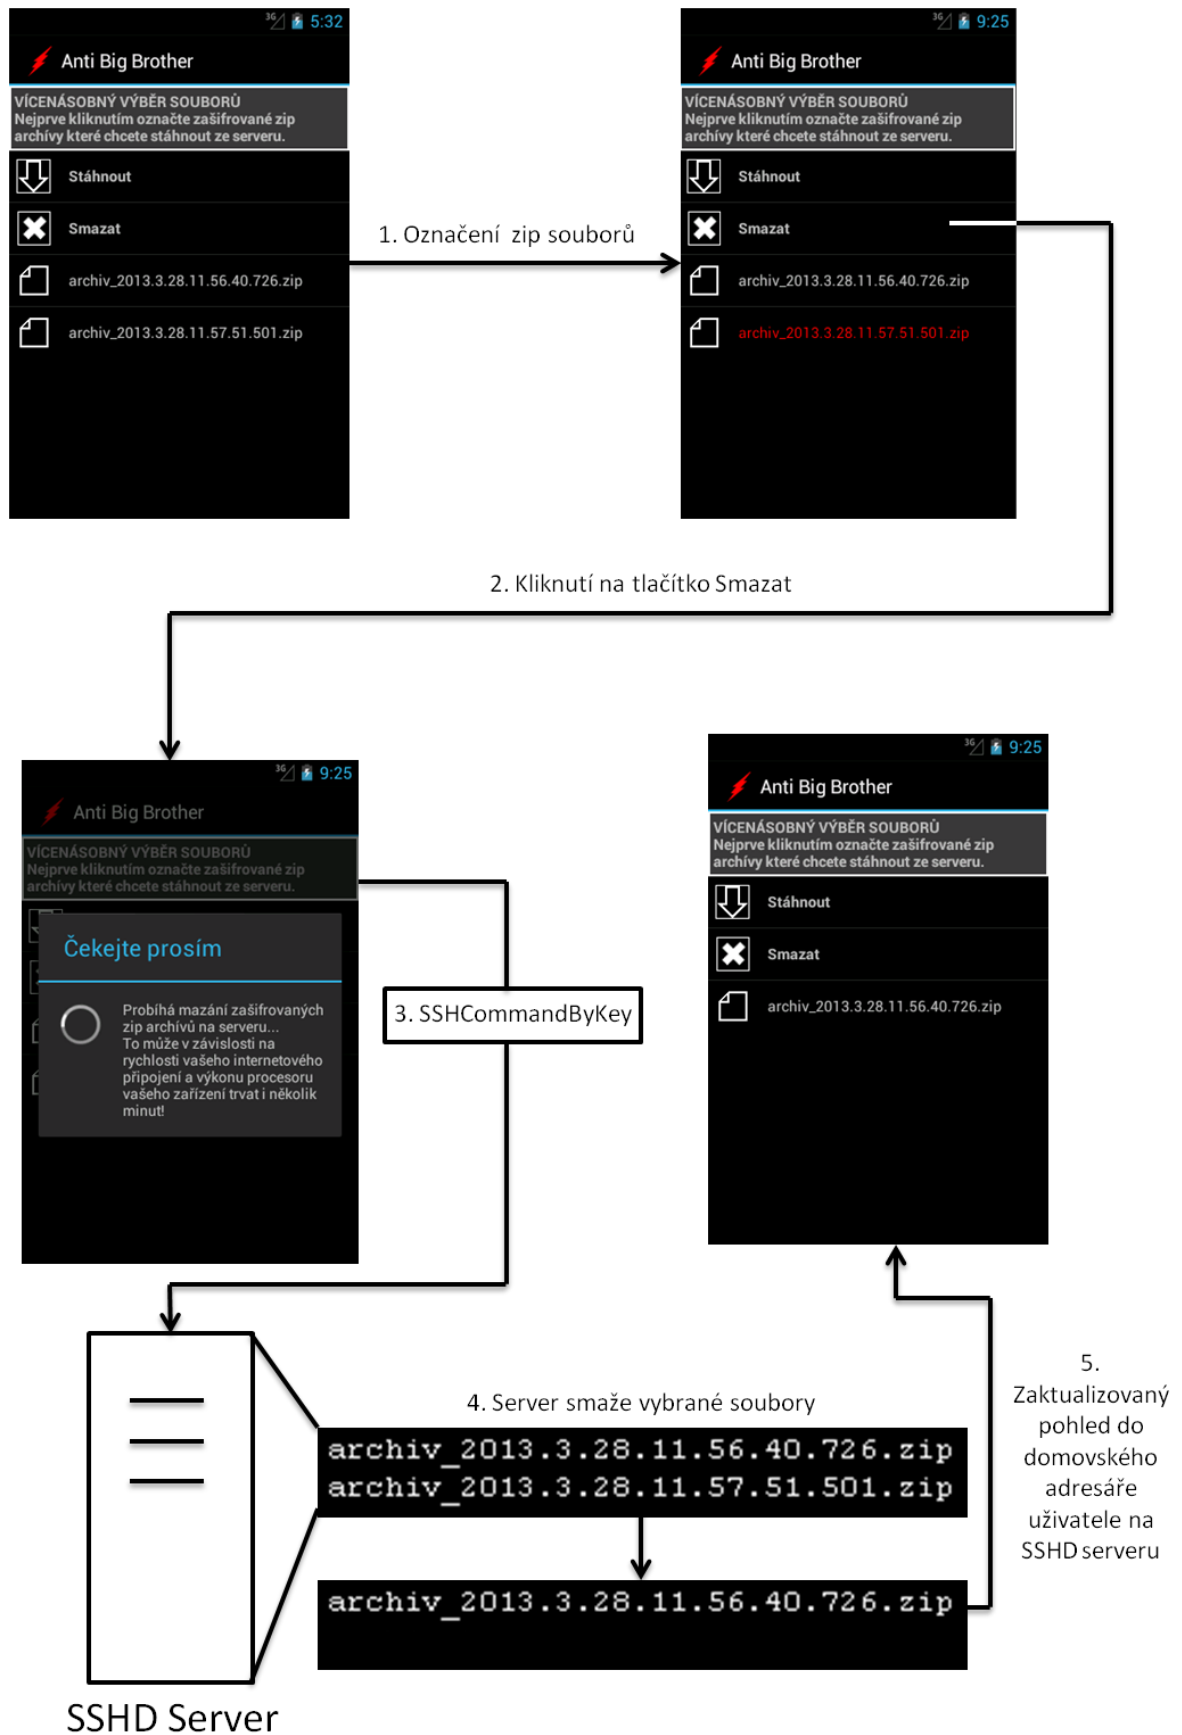 3G 5:32
Anti Big Brother
VÍCENÁSOBNÝ VÝBĚR SOUBORŮ
Nejprve kliknutím označte zašifrované zip
archívy které chcete stáhnout ze serveru.
Stáhnout
Smazat
archiv_2013.3.28.11.56.40.726.zip
archiv_2013.3.28.11.57.51.501.zip
1. Označení zip souborů
3G 9:25
Anti Big Brother
VÍCENÁSOBNÝ VÝBĚR SOUBORŮ
Nejprve kliknutím označte zašifrované zip
archívy které chcete stáhnout ze serveru.
Stáhnout
Smazat
archiv_2013.3.28.11.56.40.726.zip
archiv_2013.3.28.11.57.51.501.zip
2. Kliknutí na tlačítko Smazat
3G 9:25
Anti Big Brother
VÍCENÁSOBNÝ VÝBĚR SOUBORŮ
Nejprve kliknutím označte zašifrované zip
archívy které chcete stáhnout ze serveru.
Čekejte prosím
Probíhá mazání zašifrovaných
zip archívů na serveru...
To může v závislosti na
rychlosti vašeho internetového
připojení a výkonu procesoru
vašeho zařízení trvat i několik
minut!
3. SSHCommandByKey
3G 9:25
Anti Big Brother
VÍCENÁSOBNÝ VÝBĚR SOUBORŮ
Nejprve kliknutím označte zašifrované zip
archívy které chcete stáhnout ze serveru.
Stáhnout
Smazat
archiv_2013.3.28.11.56.40.726.zip
4. Server smaže vybrané soubory
archiv_2013.3.28.11.56.40.726.zip
archiv_2013.3.28.11.57.51.501.zip
archiv_2013.3.28.11.56.40.726.zip
5.
Zaktualizovaný
pohled do
domovského
adresáře
uživatele na
SSHD serveru
SSHD Server